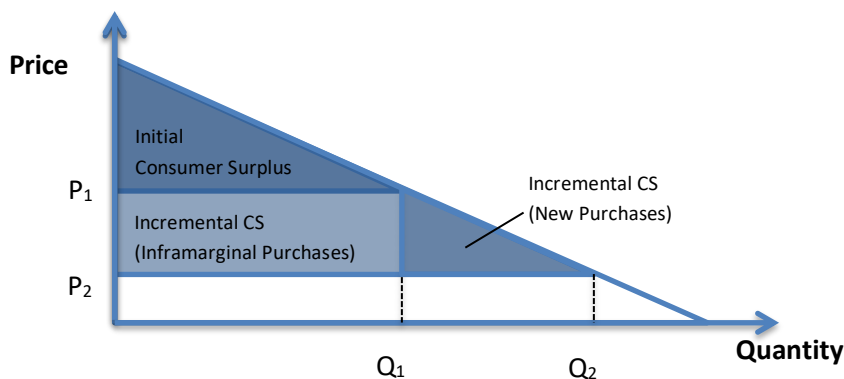 Price
Initial
Consumer Surplus
P1
Incremental CS
(New Purchases)
Incremental CS
(Inframarginal Purchases)
P2
Quantity
Q1
Q2